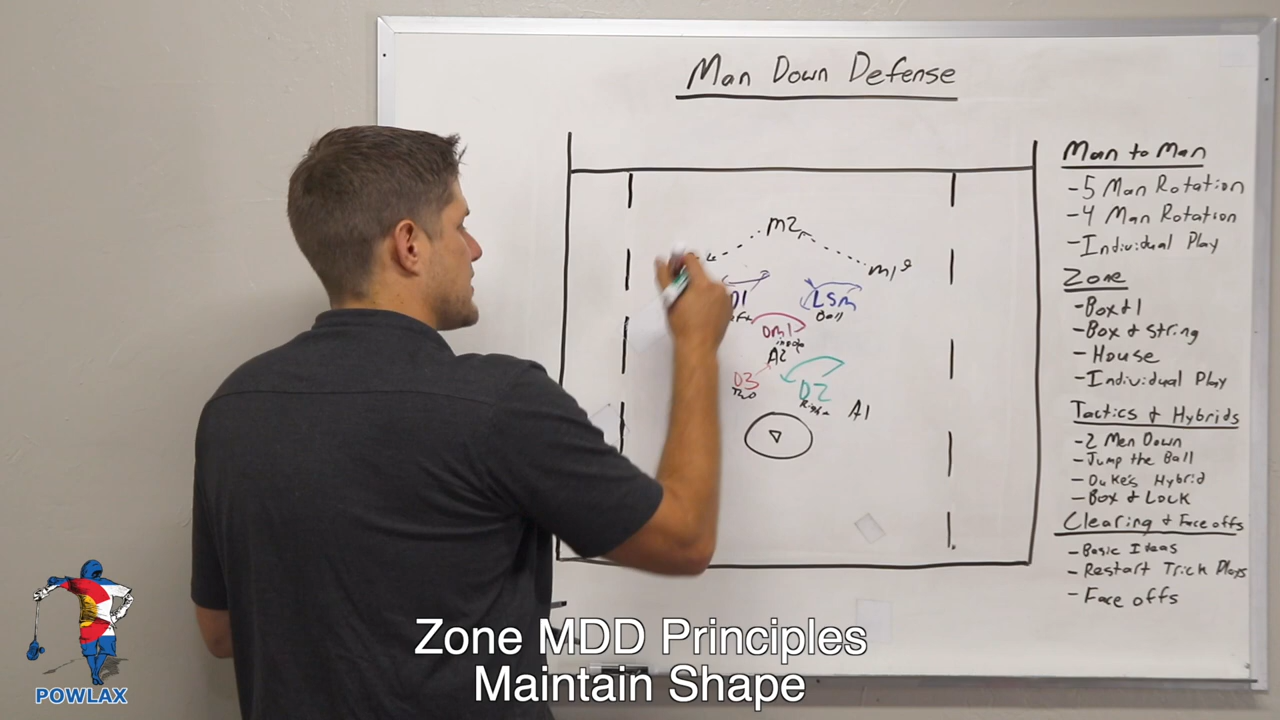 Man Down Defense
Man to Man
-5 Man Rotation
-4 Man Rotation
-Individual Play
Zone
-Box & 1
-Box & String
-House
-Individual Play
Tactics & Hybrids
-2 Men Down
-Jump the Ball
-Duke's Hybrid
-Box & Lock
Clearing & Face offs
-Basic Ideas
-Restart Trick Plays
-Face offs
m2
m1
D1
LSM
Ball
DM1
A2
D3
Two
D2
Right
A1
Zone MDD Principles
Maintain Shape
POWLAX